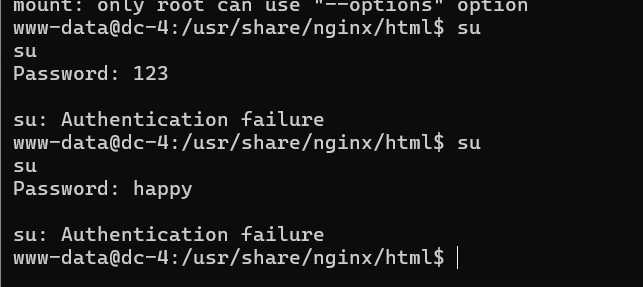 mount: only root can use "--options" option
www-data@dc-4:/usr/share/nginx/html$ su
su
Password: 123
su: Authentication failure
www-data@dc-4:/usr/share/nginx/html$ su
su
Password: happy
su: Authentication failure
www-data@dc-4:/usr/share/nginx/html$